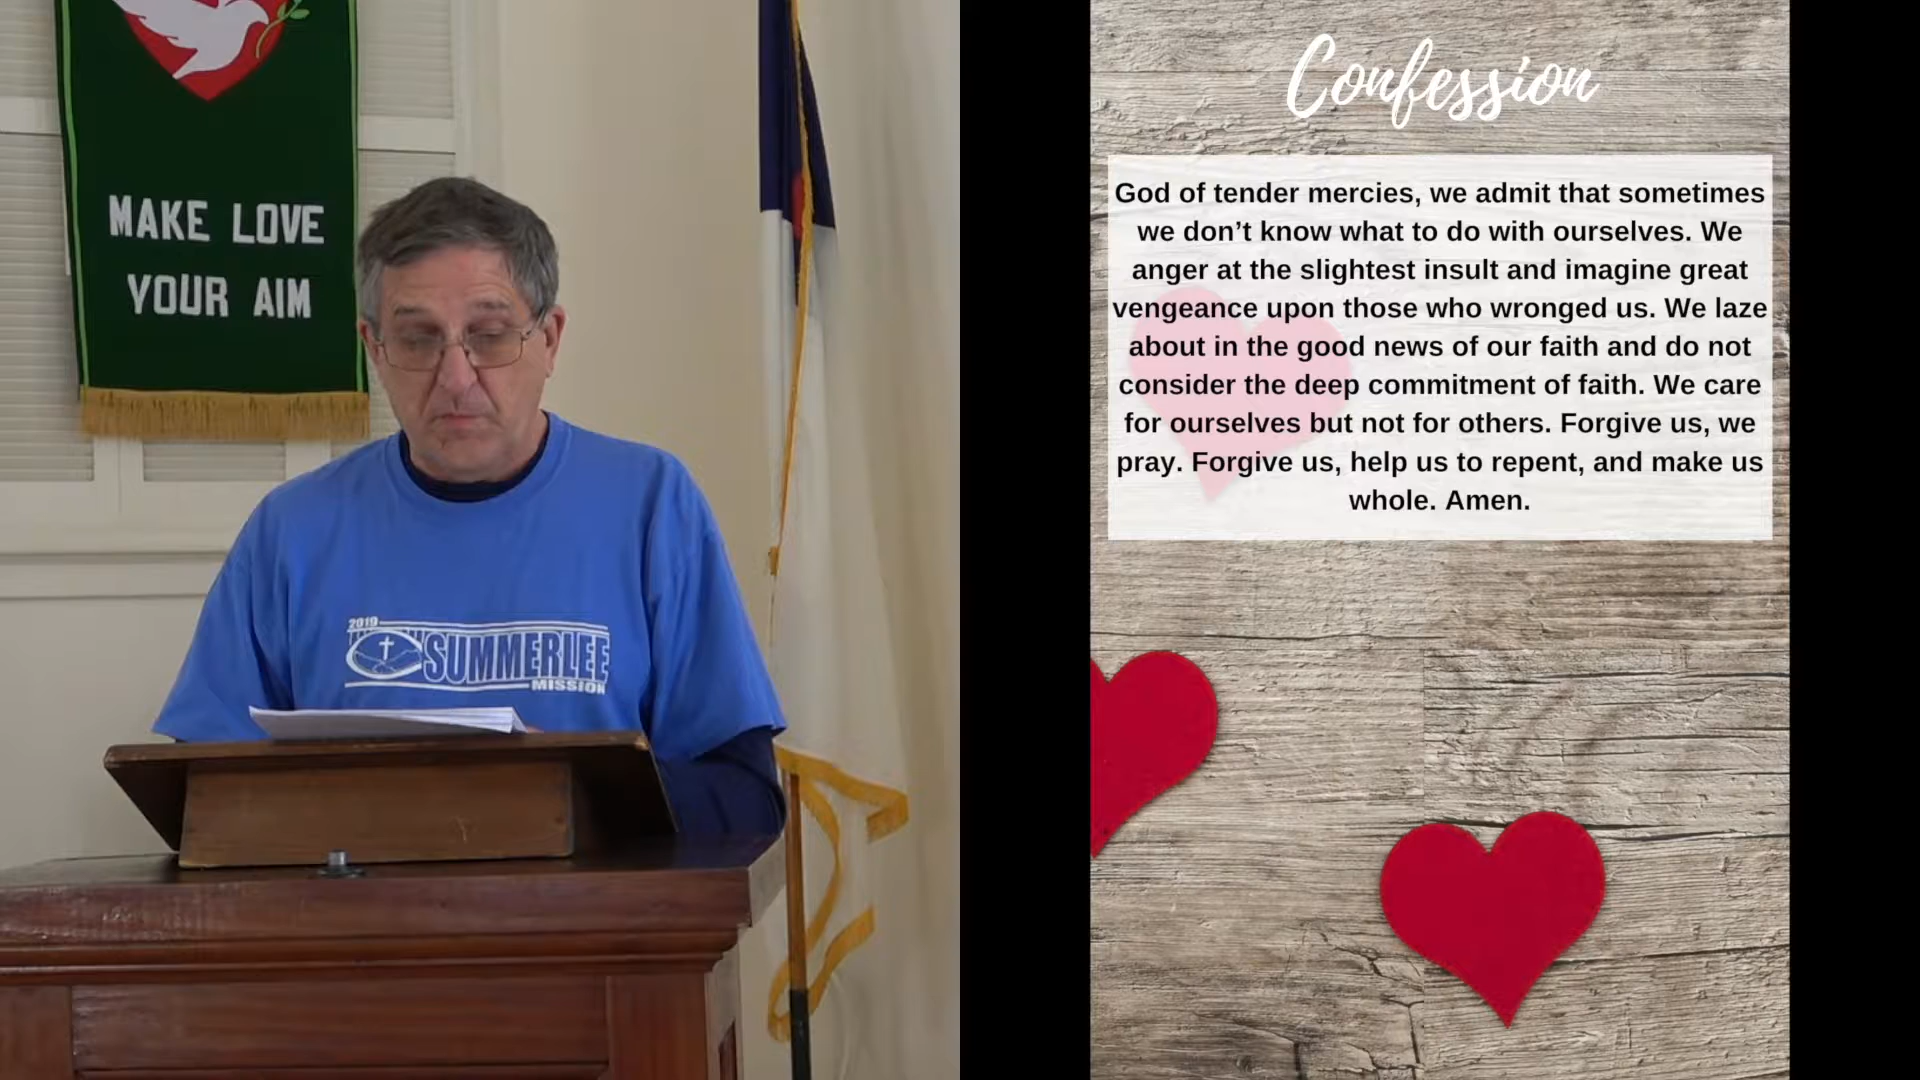 MAKE LOVE
YOUR AIM
2019
SUMMERLEE
MISSION
Confession
God of tender mercies, we admit that sometimes
we don’t know what to do with ourselves. We
anger at the slightest insult and imagine great
vengeance upon those who wronged us. We laze
about in the good news of our faith and do not
consider the deep commitment of faith. We care
for ourselves but not for others. Forgive us, we
pray. Forgive us, help us to repent, and make us
whole. Amen.